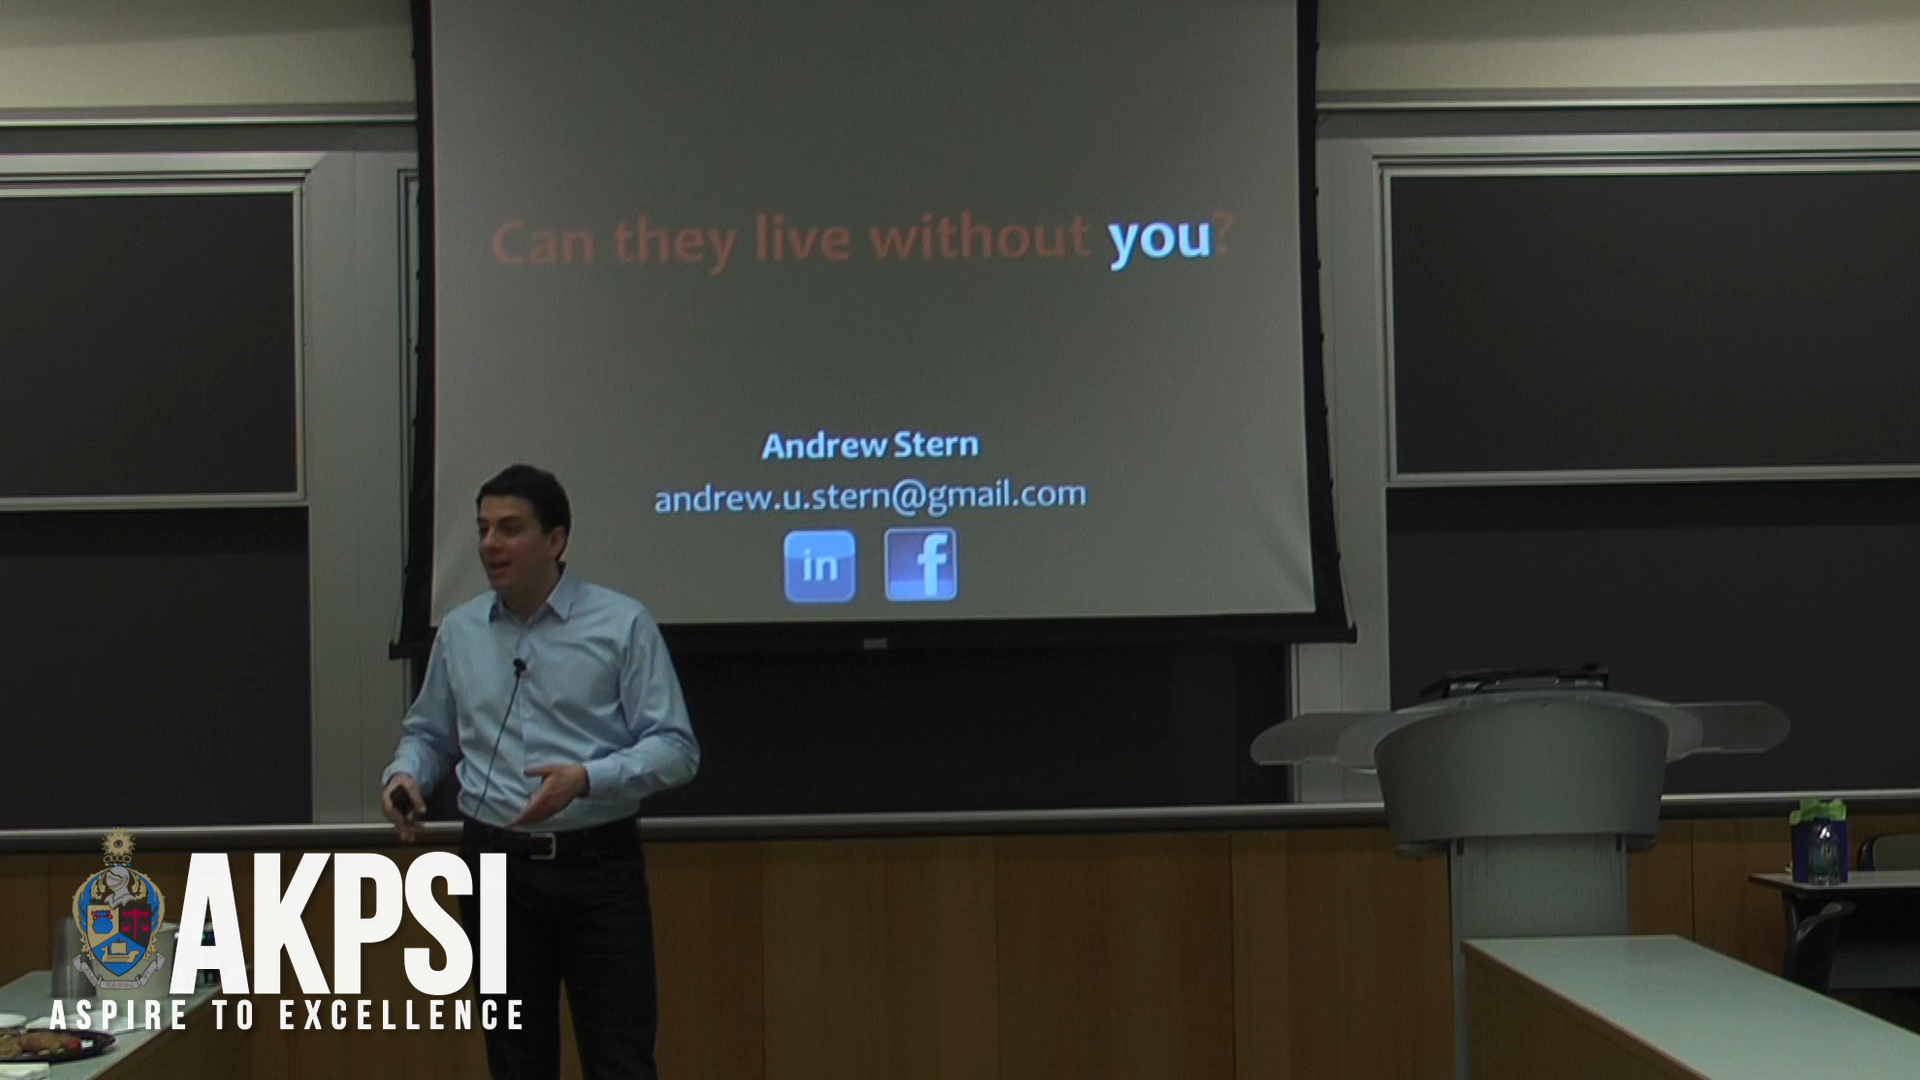 Can they live without you?
Andrew Stern
andrew.u.stern@gmail.com
in f
AKPSI
ASPIRE TO EXCELLENCE